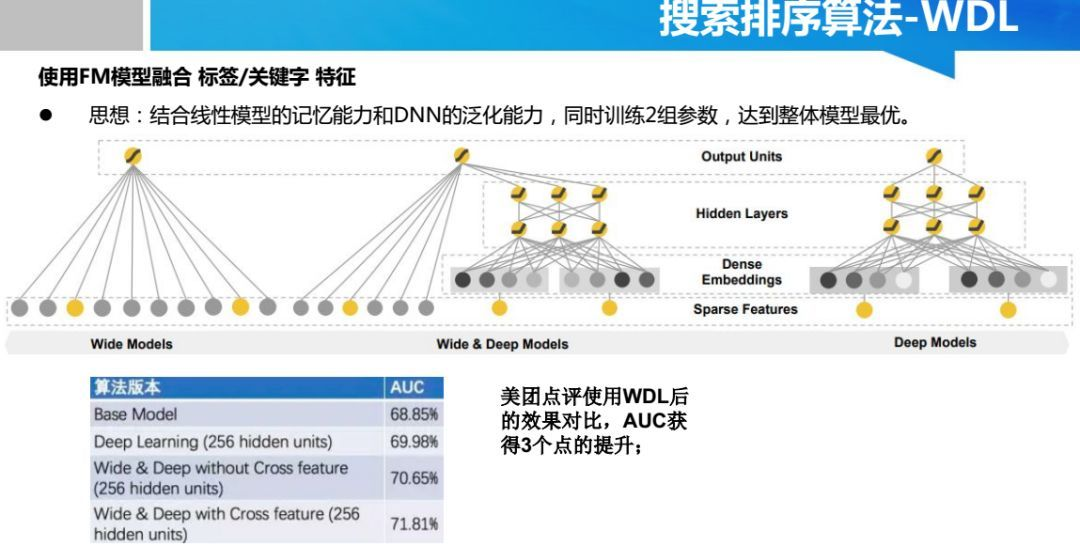 搜索排序算法-WDL
使用FM模型融合 标签/关键字 特征
● 思想：结合线性模型的记忆能力和DNN的泛化能力，同时训练2组参数，达到整体模型最优。
Output Units
Hidden Layers
Dense
Embeddings
Sparse Features
Wide Models
Wide & Deep Models
Deep Models
算法版本 AUC
Base Model 68.85%
Deep Learning (256 hidden units) 69.98%
Wide & Deep without Cross feature
(256 hidden units) 70.65%
Wide & Deep with Cross feature (256
hidden units) 71.81%
美团点评使用WDL后
的效果对比，AUC获
得3个点的提升；